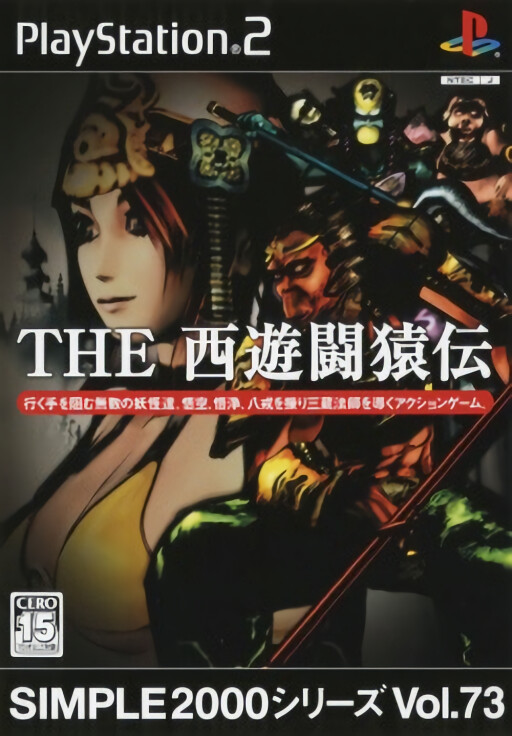 PlayStation®2
NTSC J
THE 西遊闘猿伝
行く手を阻む無数の妖怪達。悟空、悟浄、八戒を操り三蔵法師を導くアクションゲーム。
CERO
15
SIMPLE2000シリーズ Vol.73